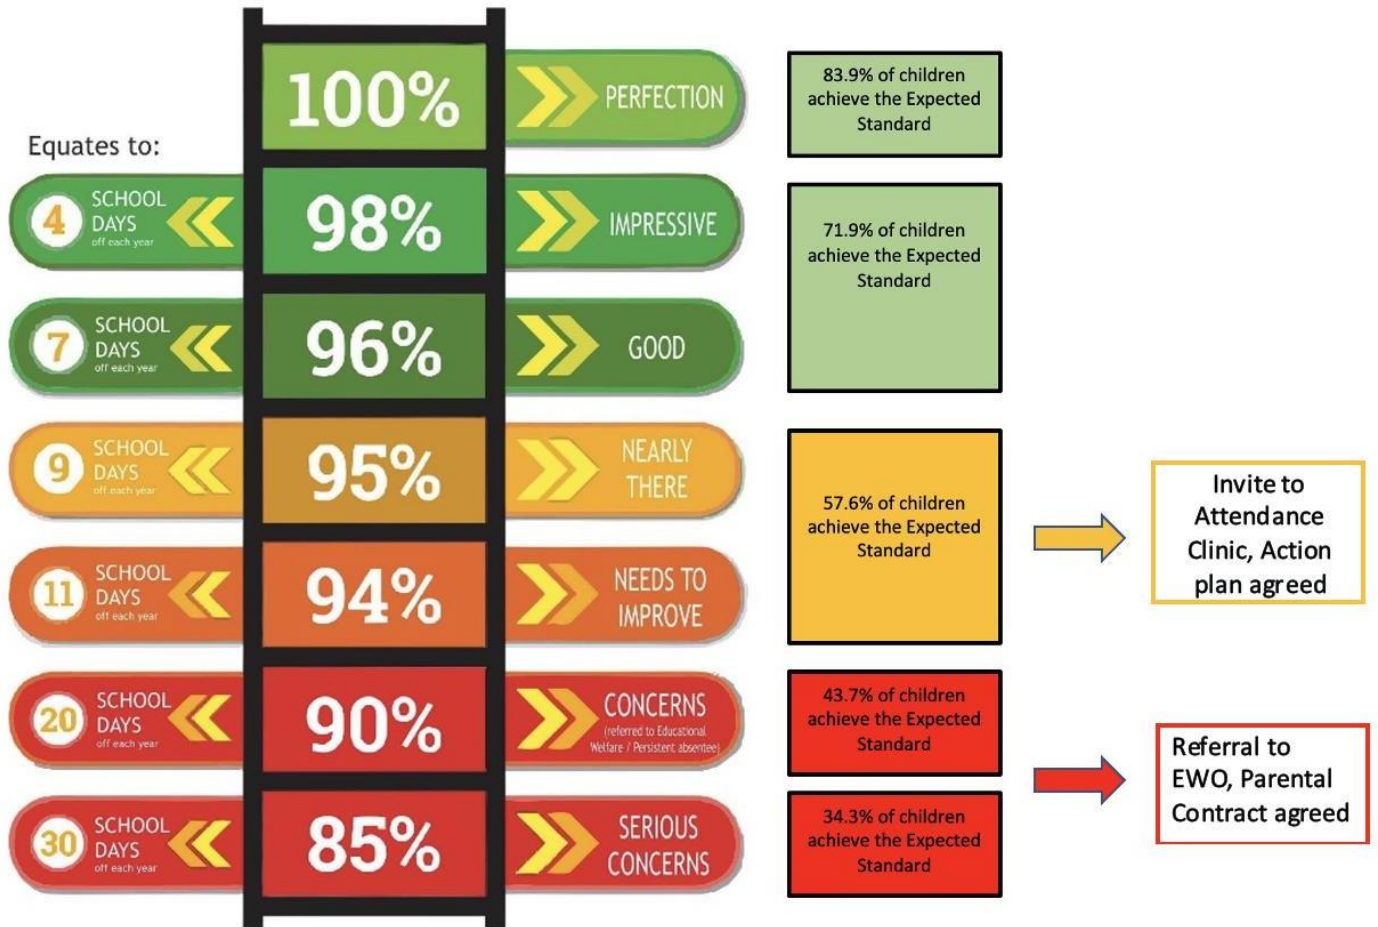 100%
PERFECTION
83.9% of children
achieve the Expected
Standard
Equates to:
4
SCHOOL
DAYS
off each year
98%
IMPRESSIVE
71.9% of children
achieve the Expected
Standard
7
SCHOOL
DAYS
off each year
96%
GOOD
9
SCHOOL
DAYS
off each year
95%
NEARLY
THERE
57.6% of children
achieve the Expected
Standard
Invite to
Attendance
Clinic, Action
plan agreed
11
SCHOOL
DAYS
off each year
94%
NEEDS TO
IMPROVE
20
SCHOOL
DAYS
off each year
90%
CONCERNS
(referred to Educational
Welfare / Persistent absentee)
43.7% of children
achieve the Expected
Standard
Referral to
EWO, Parental
Contract agreed
30
SCHOOL
DAYS
off each year
85%
SERIOUS
CONCERNS
34.3% of children
achieve the Expected
Standard